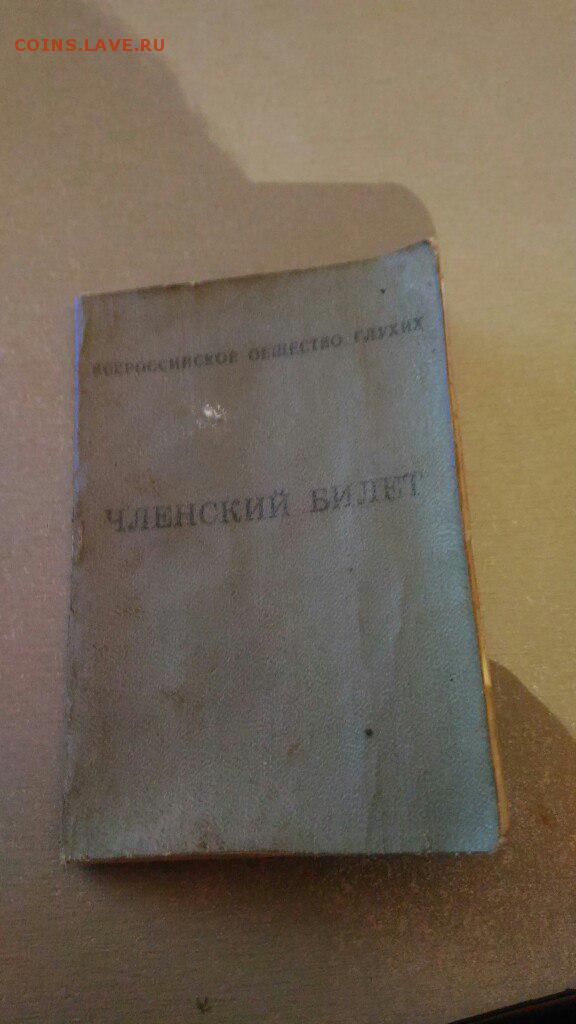 COINS.LAVE.RU
ВСЕРОССИЙСКОЕ ОБЩЕСТВО ГЛУХИХ
ЧЛЕНСКИЙ БИЛЕТ